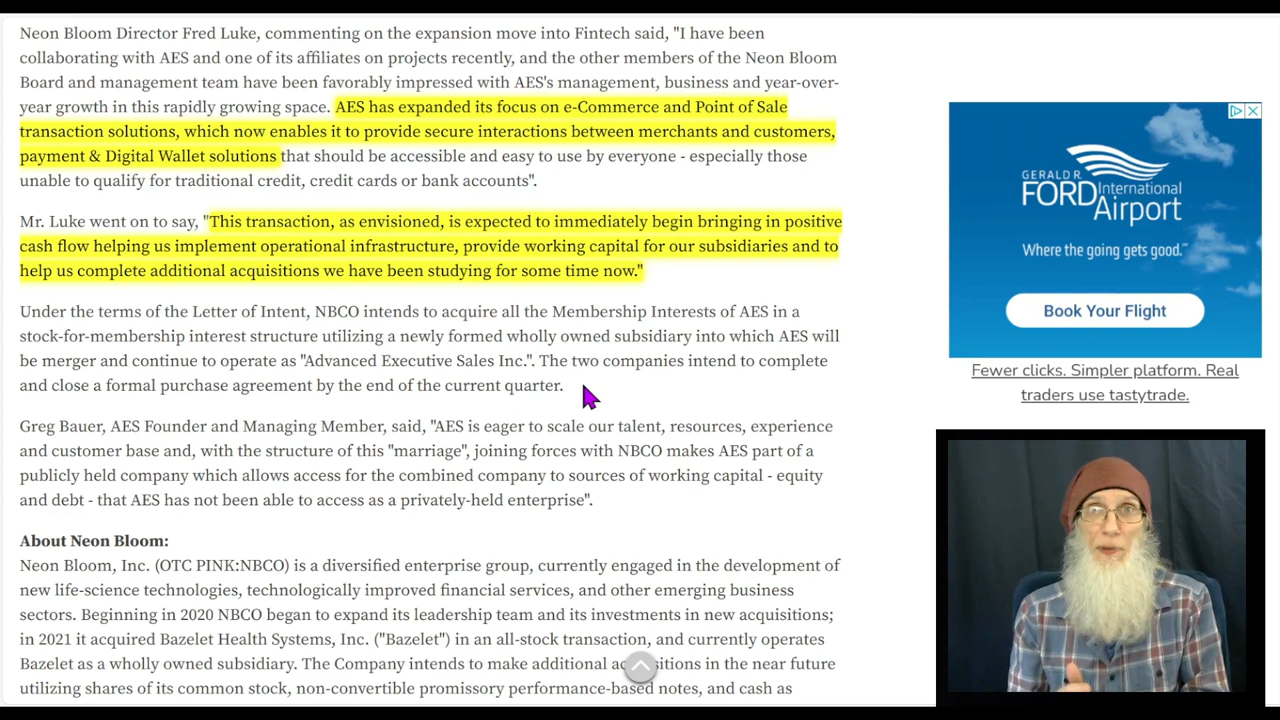 Neon Bloom Director Fred Luke, commenting on the expansion move into Fintech said, "I have been
collaborating with AES and one of its affiliates on projects recently, and the other members of the Neon Bloom
Board and management team have been favorably impressed with AES's management, business and year-over-
year growth in this rapidly growing space. AES has expanded its focus on e-Commerce and Point of Sale
transaction solutions, which now enables it to provide secure interactions between merchants and customers,
payment & Digital Wallet solutions that should be accessible and easy to use by everyone - especially those
unable to qualify for traditional credit, credit cards or bank accounts".
Mr. Luke went on to say, "This transaction, as envisioned, is expected to immediately begin bringing in positive
cash flow helping us implement operational infrastructure, provide working capital for our subsidiaries and to
help us complete additional acquisitions we have been studying for some time now."
Under the terms of the Letter of Intent, NBCO intends to acquire all the Membership Interests of AES in a
stock-for-membership interest structure utilizing a newly formed wholly owned subsidiary into which AES will
be merger and continue to operate as "Advanced Executive Sales Inc.". The two companies intend to complete
and close a formal purchase agreement by the end of the current quarter.
Greg Bauer, AES Founder and Managing Member, said, "AES is eager to scale our talent, resources, experience
and customer base and, with the structure of this "marriage", joining forces with NBCO makes AES part of a
publicly held company which allows access for the combined company to sources of working capital - equity
and debt - that AES has not been able to access as a privately-held enterprise".
About Neon Bloom:
Neon Bloom, Inc. (OTC PINK:NBCO) is a diversified enterprise group, currently engaged in the development of
new life-science technologies, technologically improved financial services, and other emerging business
sectors. Beginning in 2020 NBCO began to expand its leadership team and its investments in new acquisitions;
in 2021 it acquired Bazelet Health Systems, Inc. ("Bazelet") in an all-stock transaction, and currently operates
Bazelet as a wholly owned subsidiary. The Company intends to make additional acquisitions in the near future
utilizing shares of its common stock, non-convertible promissory performance-based notes, and cash as
GERALD R.
FORD International
Airport
Where the going gets good.™
Book Your Flight
Fewer clicks. Simpler platform. Real
traders use tastytrade.